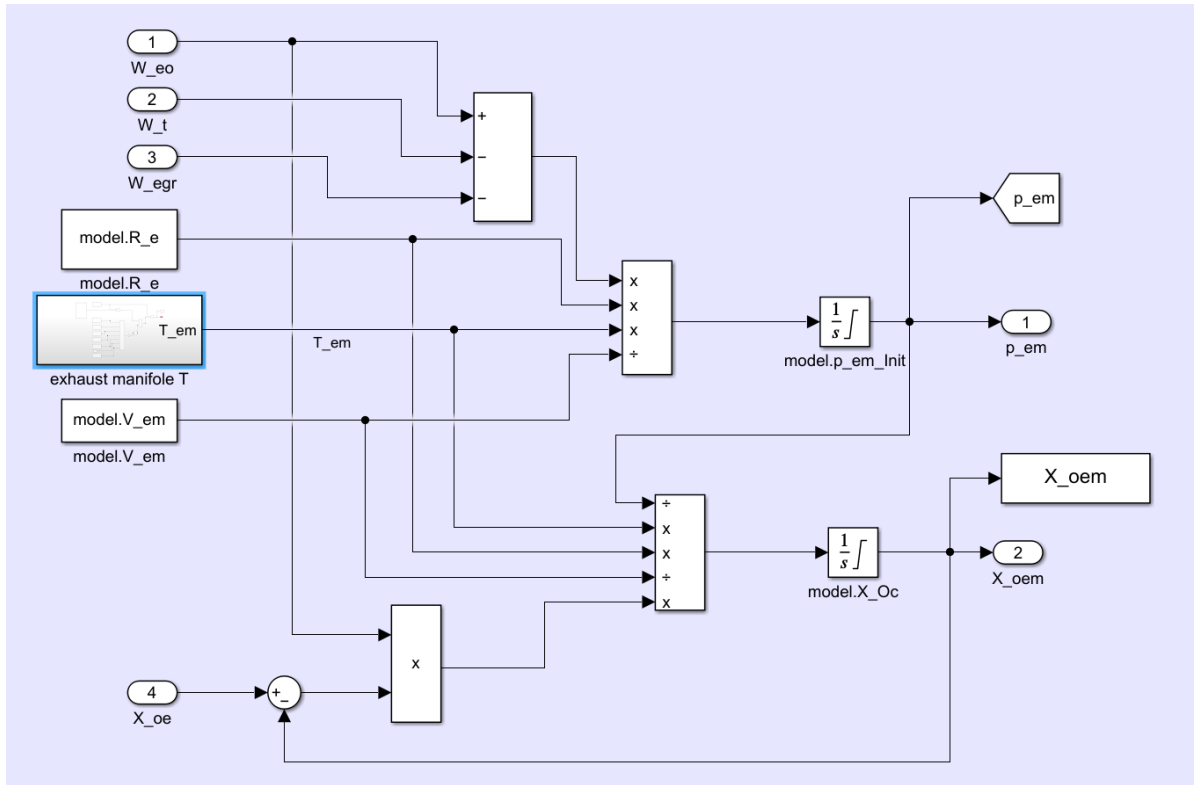 1
W_eo
2
W_t
3
W_egr
+
−
−
model.R_e
model.R_e
T_em
exhaust manifole T
T_em
model.V_em
model.V_em
x
x
x
÷
1
s
model.p_em_Init
p_em
1
p_em
÷
x
x
÷
x
1
s
model.X_Oc
X_oem
2
X_oem
x
4
X_oe
+
−